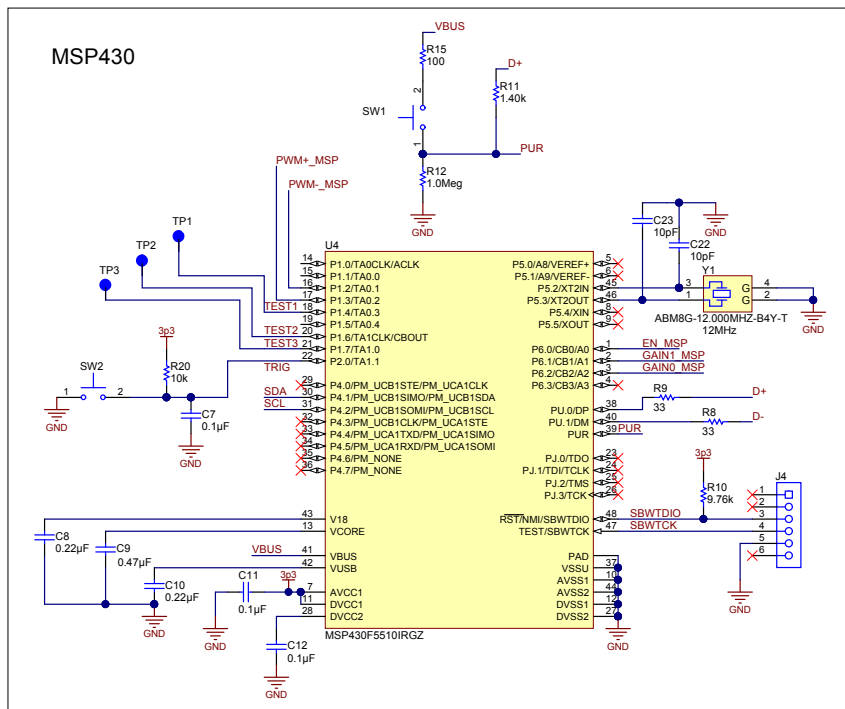 MSP430
VBUS
R15
100
2
SW1
1
D+
R11
1.40k
PUR
R12
1.0Meg
GND
PWM+_MSP
PWM-_MSP
TP1
TP2
TP3
TEST1
TEST2
TEST3
TRIG
3p3
R20
10k
SW2
1
2
GND
C7
0.1µF
GND
SDA
SCL
U4
14 P1.0/TA0CLK/ACLK
15 P1.1/TA0.0
16 P1.2/TA0.1
17 P1.3/TA0.2
18 P1.4/TA0.3
19 P1.5/TA0.4
20 P1.6/TA1CLK/CBOUT
21 P1.7/TA1.0
22 P2.0/TA1.1
29 P4.0/PM_UCB1STE/PM_UCA1CLK
30 P4.1/PM_UCB1SIMO/PM_UCB1SDA
31 P4.2/PM_UCB1SOMI/PM_UCB1SCL
32 P4.3/PM_UCB1CLK/PM_UCA1STE
33 P4.4/PM_UCA1TXD/PM_UCA1SIMO
34 P4.5/PM_UCA1RXD/PM_UCA1SOMI
35 P4.6/PM_NONE
36 P4.7/PM_NONE
43 V18
13 VCORE
41 VBUS
42 VUSB
7 AVCC1
11 DVCC1
28 DVCC2
P5.0/A8/VEREF+ 5
P5.1/A9/VEREF- 6
P5.2/XT2IN 45
P5.3/XT2OUT 46
P5.4/XIN 8
P5.5/XOUT 9
P6.0/CB0/A0 1
P6.1/CB1/A1 2
P6.2/CB2/A2 3
P6.3/CB3/A3 4
PU.0/DP 38
PU.1/DM 40
PUR 39
PJ.0/TDO 23
PJ.1/TDI/TCLK 24
PJ.2/TMS 25
PJ.3/TCK 26
RST/NMI/SBWTDIO 48
TEST/SBWTCK 47
PAD
VSSU 37
AVSS1 10
AVSS2 44
DVSS1 12
DVSS2 27
MSP430F5510IRGZ
GND
C23
10pF
C22
10pF
GND
Y1
3
1
G 4
G 2
ABM8G-12.000MHZ-B4Y-T
12MHz
GND
EN_MSP
GAIN1_MSP
GAIN0_MSP
R9
33
D+
R8
33
D-
PUR
3p3
R10
9.76k
SBWTDIO
SBWTCK
J4
1
2
3
4
5
6
GND
C8
0.22µF
C9
0.47µF
VBUS
C10
0.22µF
GND
C11
0.1µF
3p3
GND
C12
0.1µF
GND